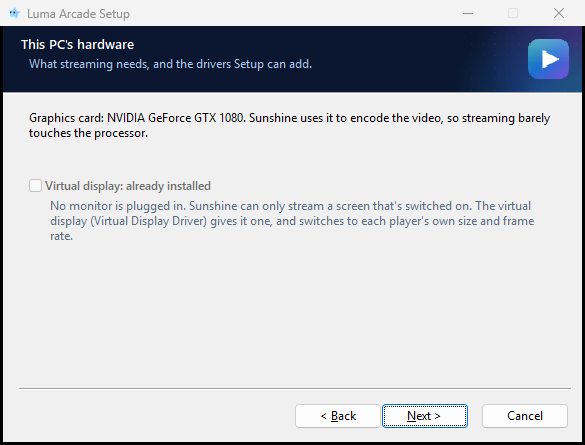 Luma Arcade Setup
This PC's hardware
What streaming needs, and the drivers Setup can add.
Graphics card: NVIDIA GeForce GTX 1080. Sunshine uses it to encode the video, so streaming barely
touches the processor.
Virtual display: already installed
No monitor is plugged in. Sunshine can only stream a screen that's switched on. The virtual
display (Virtual Display Driver) gives it one, and switches to each player's own size and frame
rate.
< Back
Next >
Cancel